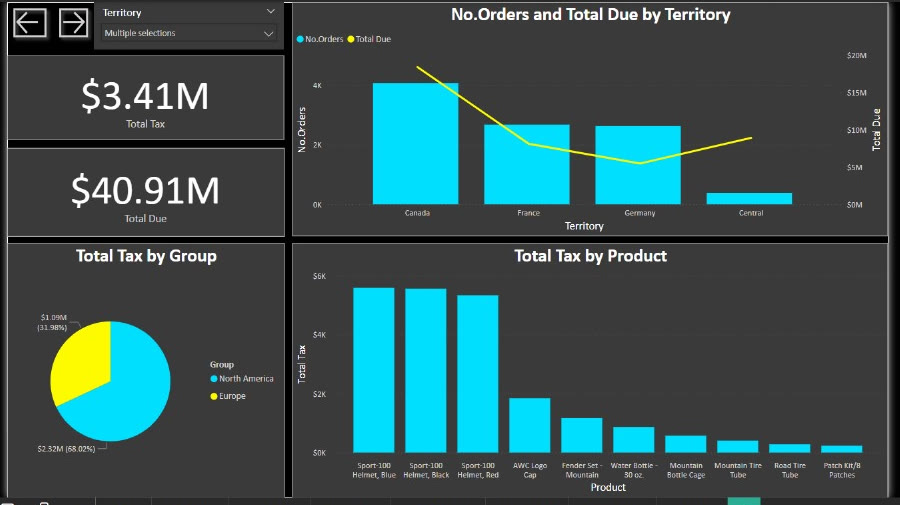 Territory
Multiple selections
$3.41M
Total Tax
$40.91M
Total Due
No.Orders and Total Due by Territory
No.Orders
Total Due
No.Orders
4K
2K
0K
$20M
$15M
$10M
$5M
$0M
Total Due
Canada
France
Germany
Central
Territory
Total Tax by Group
$1.09M
(31.98%)
$2.32M (68.02%)
Group
North America
Europe
Total Tax by Product
Total Tax
$6K
$4K
$2K
$0K
Sport-100
Helmet, Blue
Sport-100
Helmet, Black
Sport-100
Helmet, Red
AWC Logo
Cap
Fender Set -
Mountain
Water Bottle -
30 oz.
Mountain
Bottle Cage
Mountain Tire
Tube
Road Tire
Tube
Patch Kit/8
Patches
Product